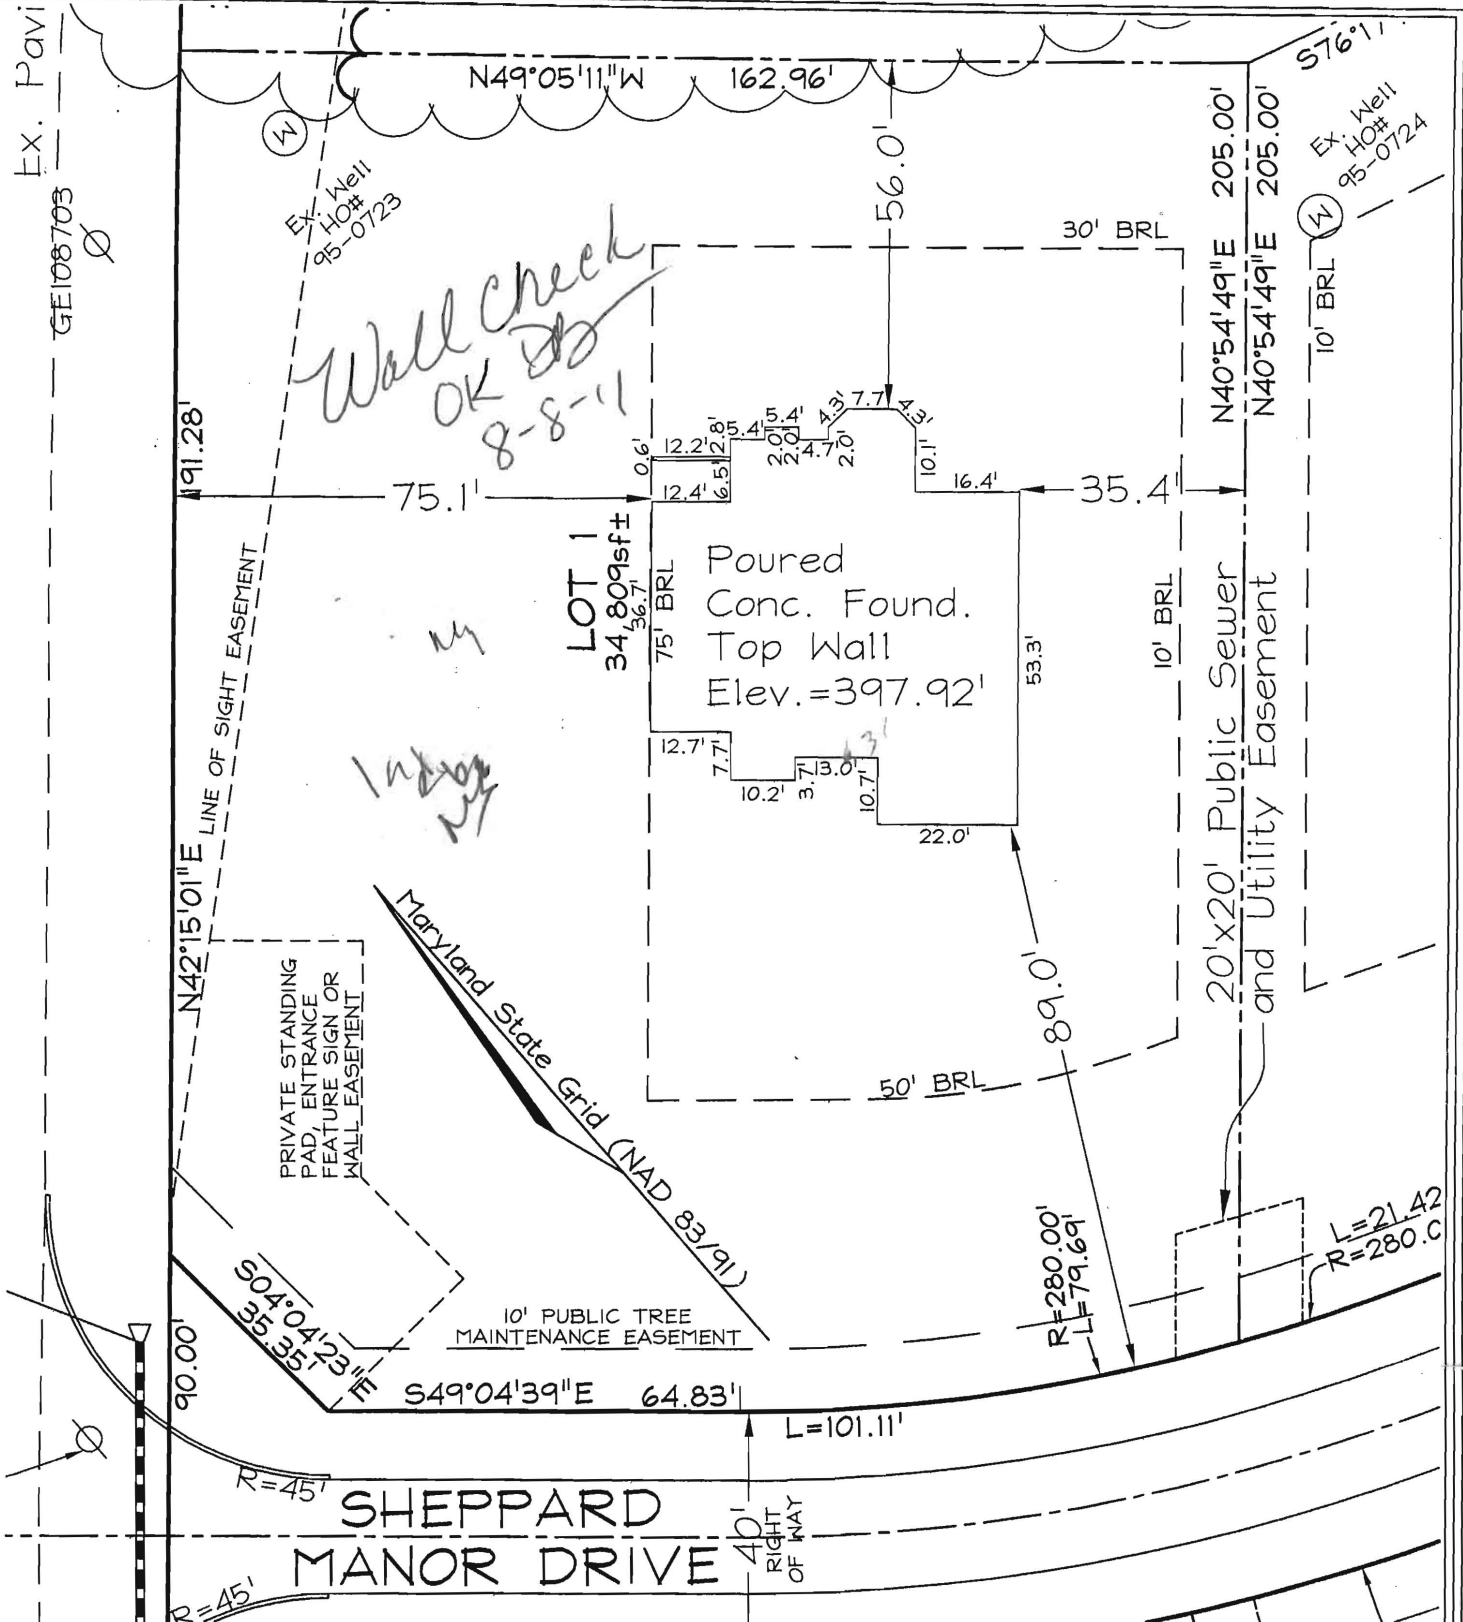 Ex. Pavi
S76°17
N49°05'11"W 162.96'
W
Ex. Well
HO#
95-0723
Ex. Well
HO#
95-0724
W
GE108703
56.0'
30' BRL
N40°54'49"E 205.00'
N40°54'49"E 205.00'
10' BRL
Wall Check
OK DB
8-8-11
191.28'
7.7'
4.3'
4.3'
5.4'
5.4'
2.8'
12.2'
0.6'
2.0'
2.0'
4.7'
2.0'
10.1'
6.5'
12.4'
16.4'
75.1'
35.4'
LOT 1
34,809sf±
36.7'
75' BRL
Poured
Conc. Found.
Top Wall
Elev.=397.92'
53.3'
10' BRL
LINE OF SIGHT EASEMENT
12.7'
7.7'
10.2'
3.7'
13.0'
10.7'
22.0'
20'x20' Public Sewer
and Utility Easement
N42°15'01"E
89.0'
Maryland State Grid (NAD 83/91)
PRIVATE STANDING
PAD, ENTRANCE
FEATURE SIGN OR
WALL EASEMENT
50' BRL
R=280.00'
L=79.69'
L=21.42
R=280.0
S04°04'23"E
35.35'
10' PUBLIC TREE
MAINTENANCE EASEMENT
90.00'
S49°04'39"E 64.83'
L=101.11'
R=45'
SHEPPARD
MANOR DRIVE
40'
RIGHT
OF WAY
R=45'